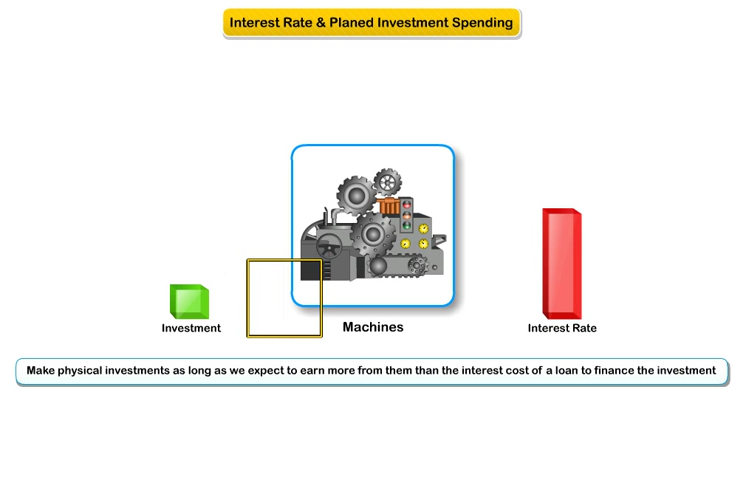 Interest Rate & Planed Investment Spending
Investment
Machines
Interest Rate
Make physical investments as long as we expect to earn more from them than the interest cost of a loan to finance the investment